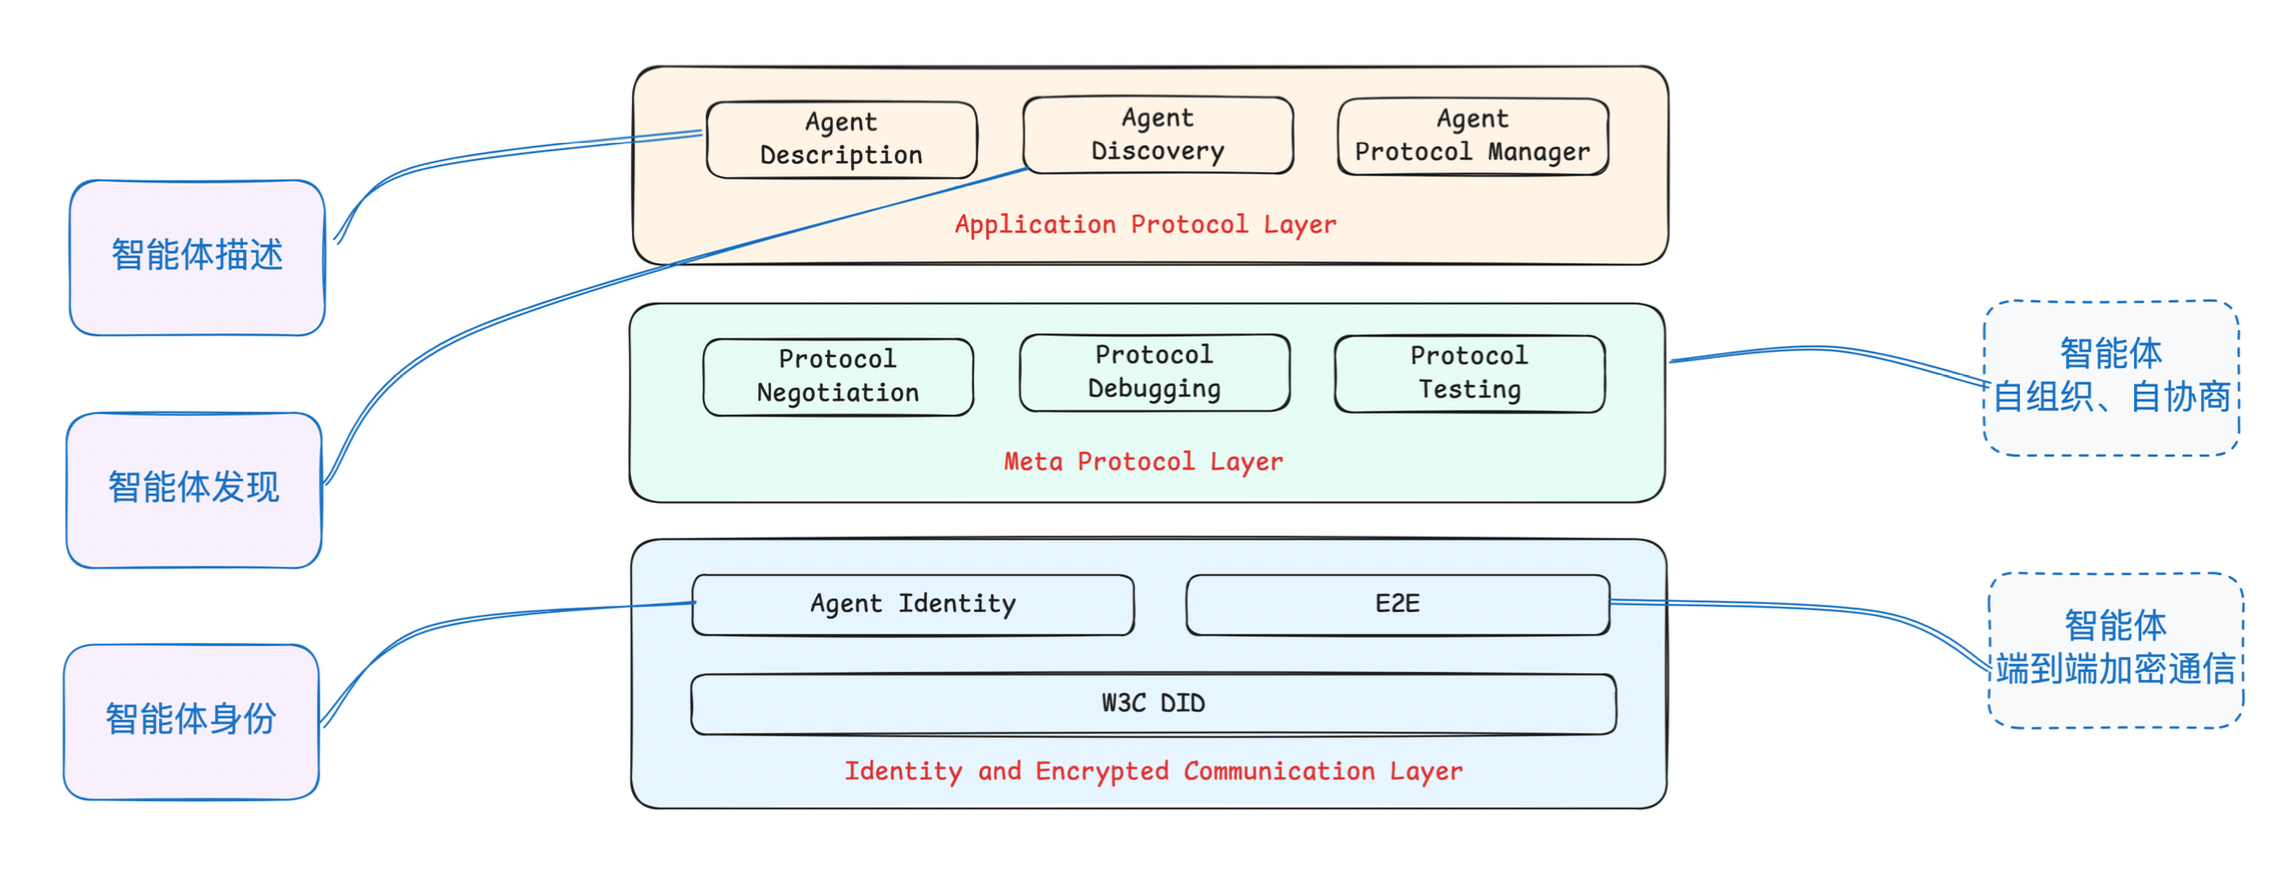 智能体描述
智能体发现
智能体身份
Agent
Description
Agent
Discovery
Agent
Protocol Manager
Application Protocol Layer
Protocol
Negotiation
Protocol
Debugging
Protocol
Testing
Meta Protocol Layer
Agent Identity
E2E
W3C DID
Identity and Encrypted Communication Layer
智能体
自组织、自协商
智能体
端到端加密通信